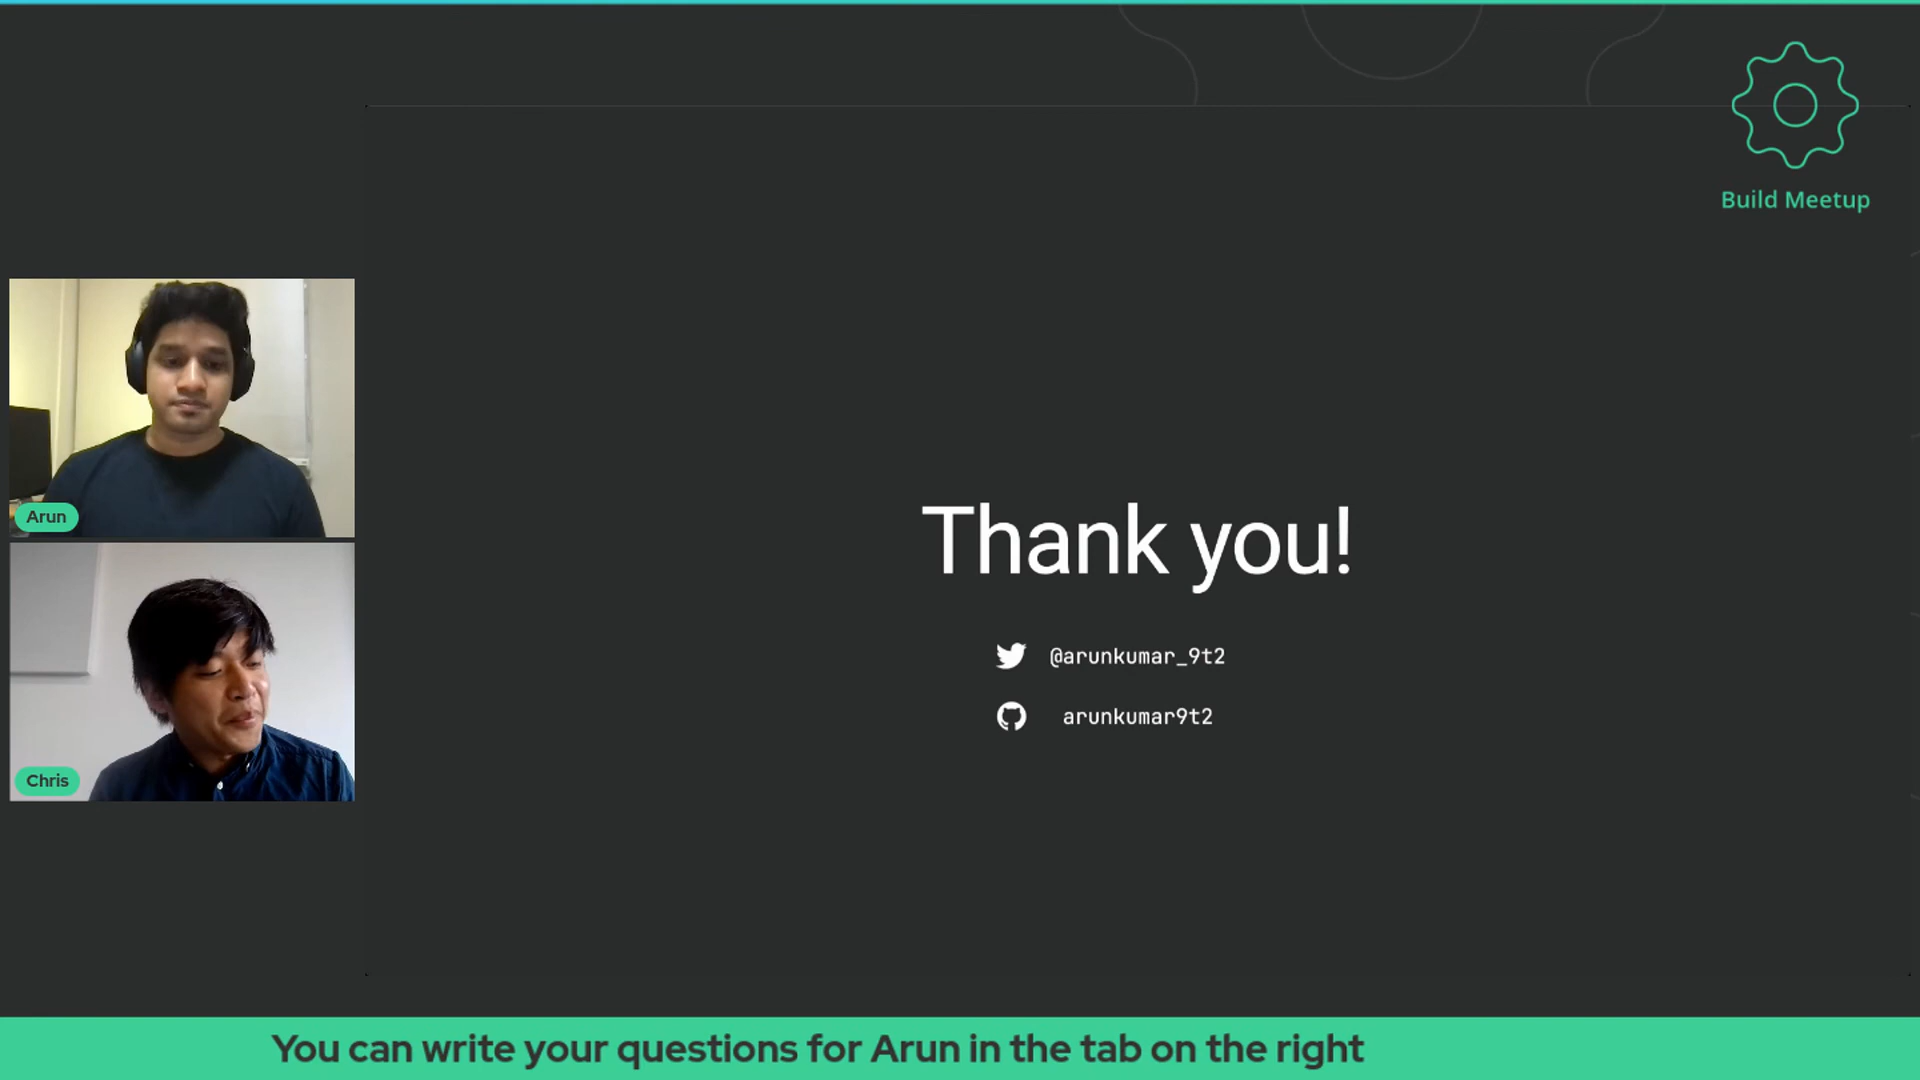 Build Meetup
Arun
Chris
Thank you!
@arunkumar_9t2
arunkumar9t2
You can write your questions for Arun in the tab on the right